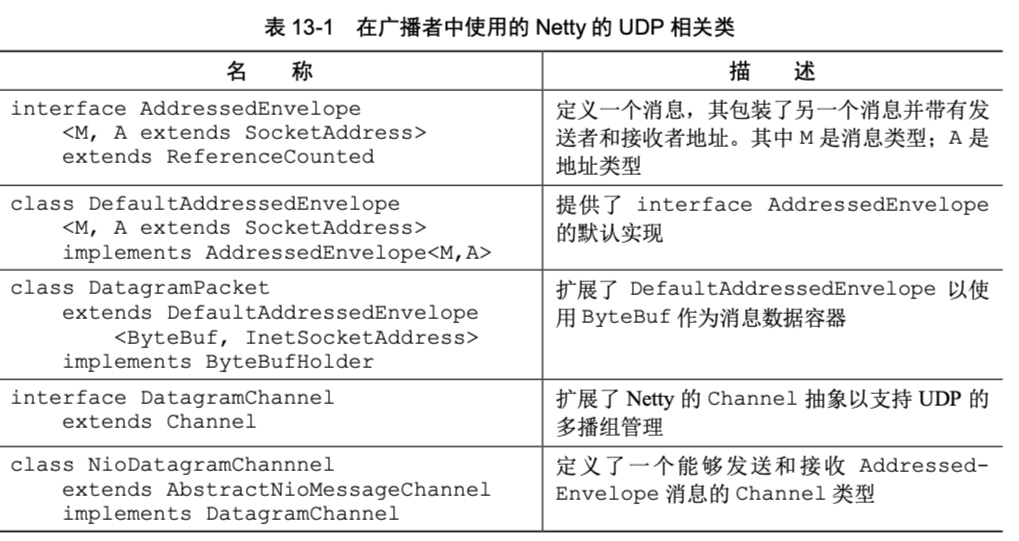 表 13-1 在广播者中使用的 Netty 的 UDP 相关类
名 称
描 述
interface AddressedEnvelope
<M, A extends SocketAddress>
extends ReferenceCounted
定义一个消息，其包装了另一个消息并带有发
送者和接收者地址。其中 M 是消息类型；A 是
地址类型
class DefaultAddressedEnvelope
<M, A extends SocketAddress>
implements AddressedEnvelope<M,A>
提供了 interface AddressedEnvelope
的默认实现
class DatagramPacket
extends DefaultAddressedEnvelope
<ByteBuf, InetSocketAddress>
implements ByteBufHolder
扩展了 DefaultAddressedEnvelope 以使
用 ByteBuf 作为消息数据容器
interface DatagramChannel
extends Channel
扩展了 Netty 的 Channel 抽象以支持 UDP 的
多播组管理
class NioDatagramChannnel
extends AbstractNioMessageChannel
implements DatagramChannel
定义了一个能够发送和接收 Addressed-
Envelope 消息的 Channel 类型